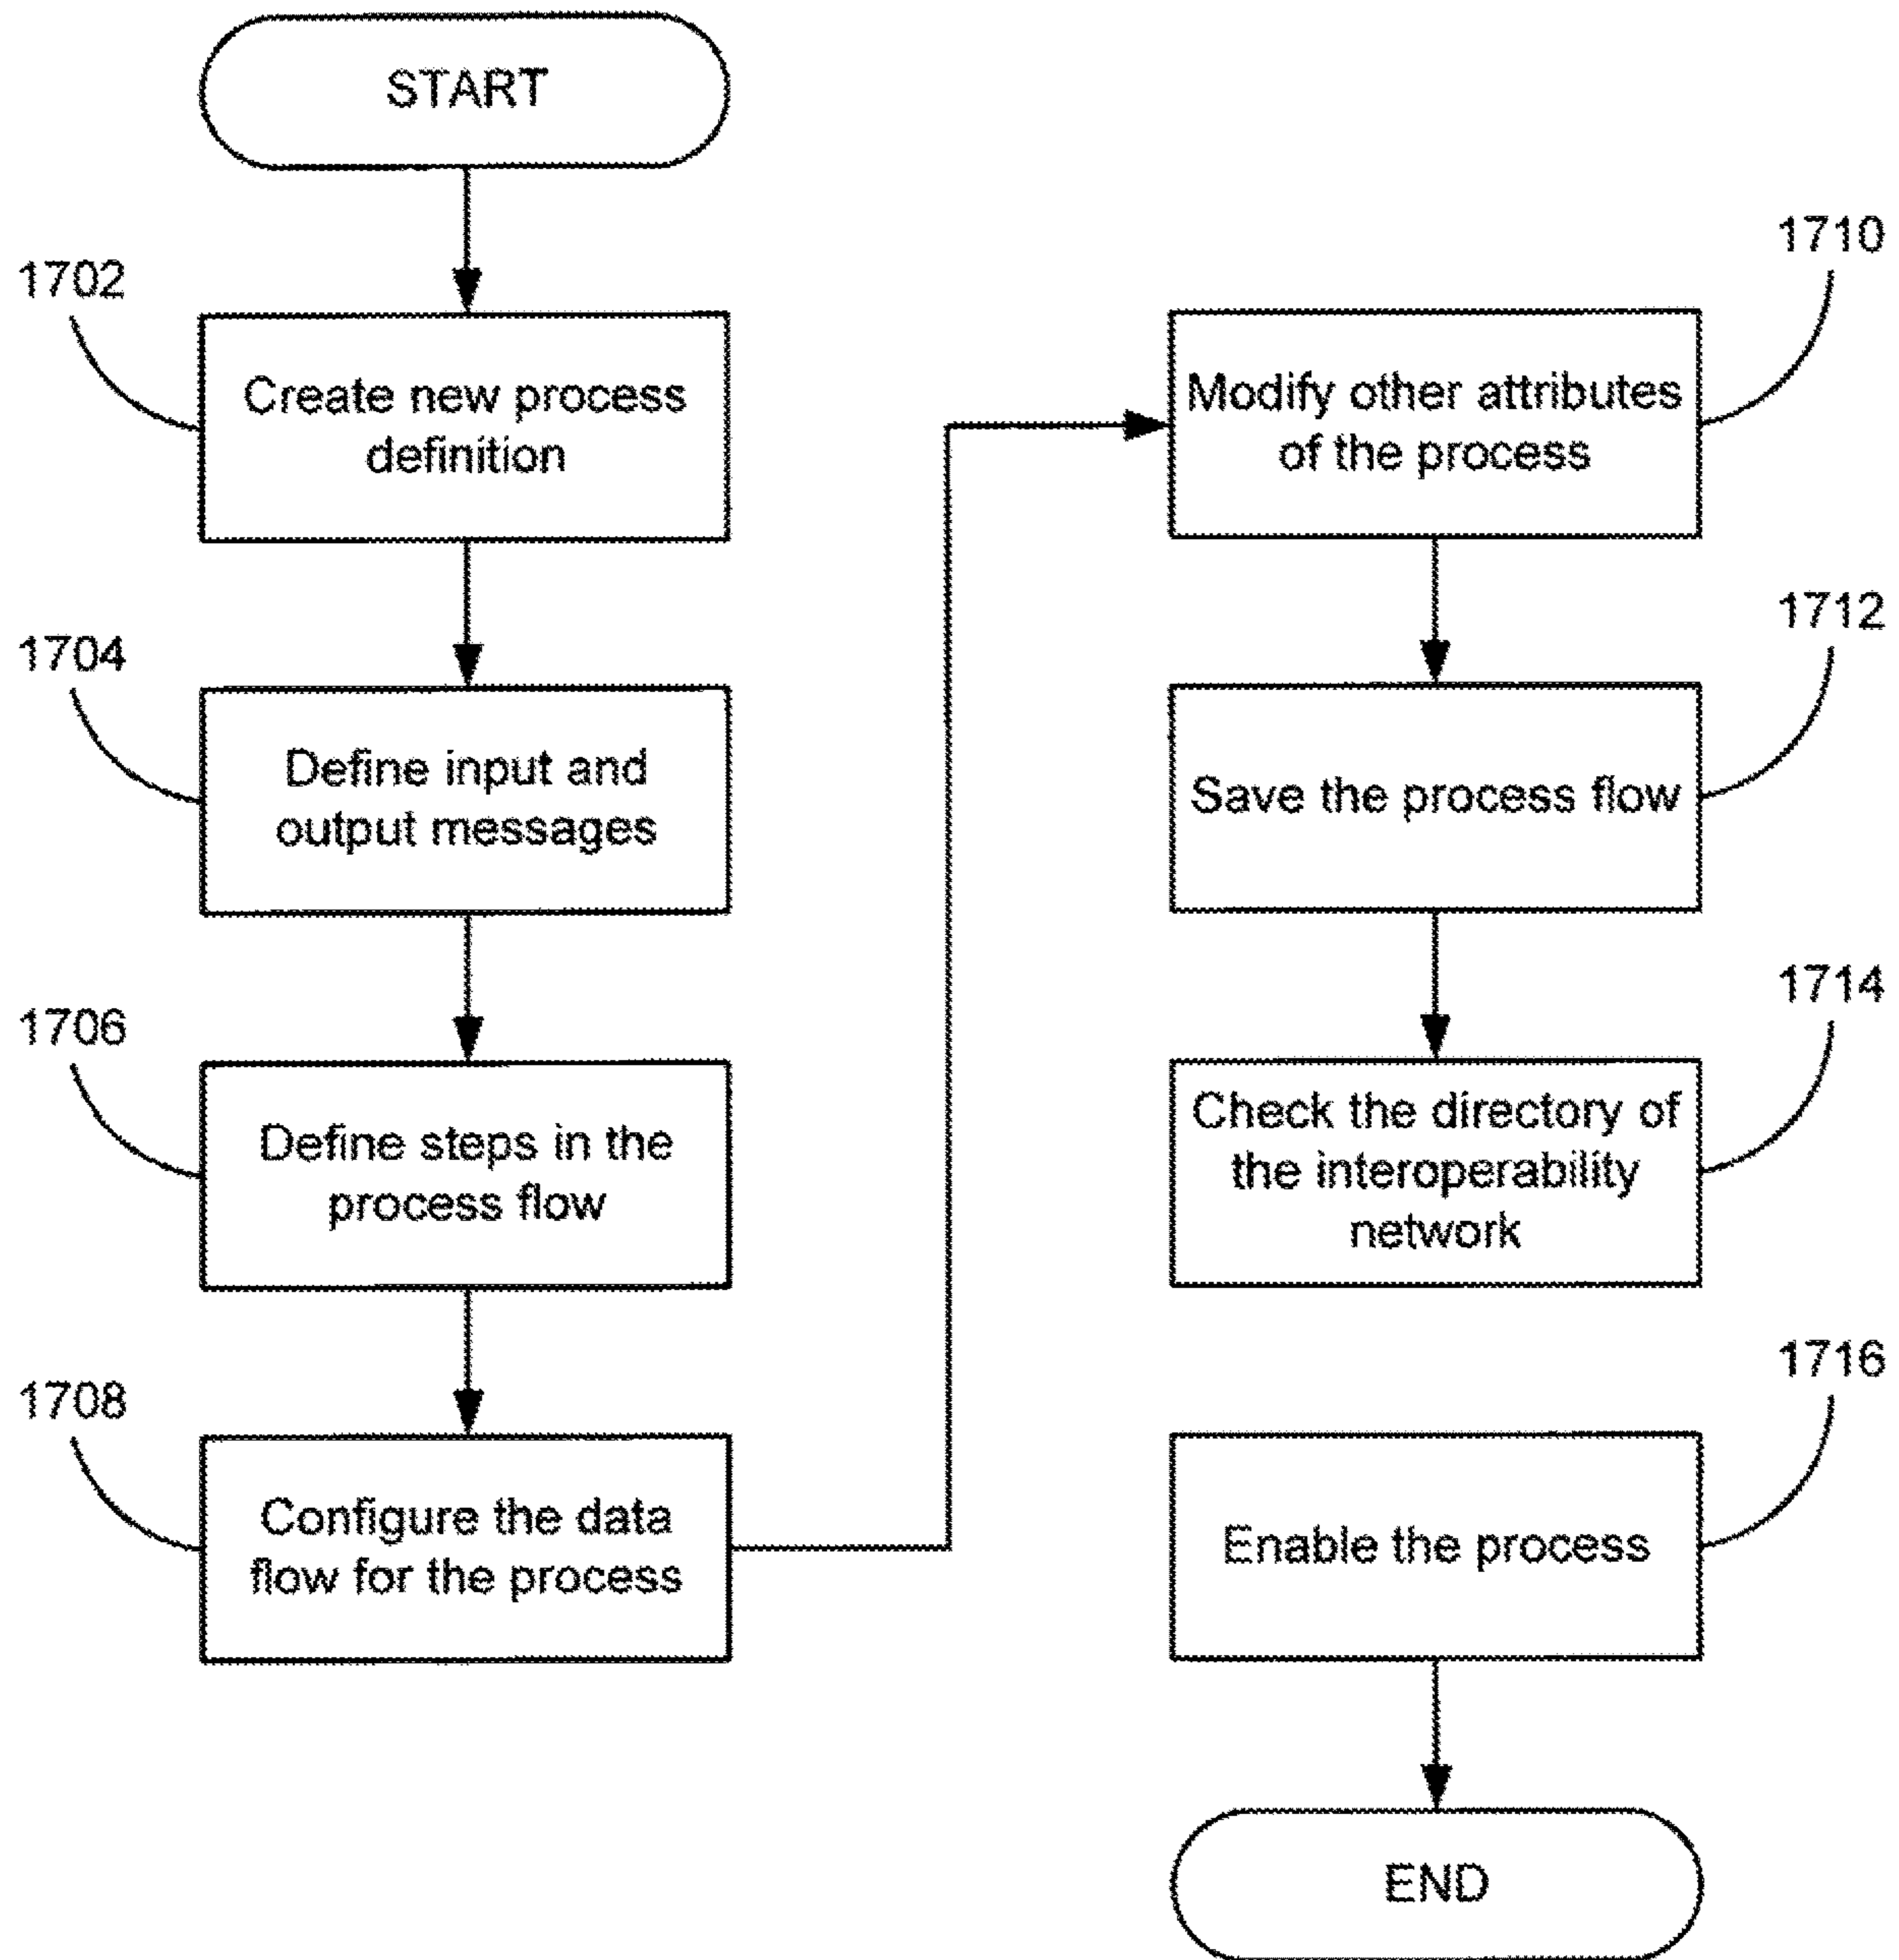 START
1702
Create new process
definition
1704
Define input and
output messages
1706
Define steps in the
process flow
1708
Configure the data
flow for the process
1710
Modify other attributes
of the process
1712
Save the process flow
1714
Check the directory of
the interoperability
network
1716
Enable the process
END